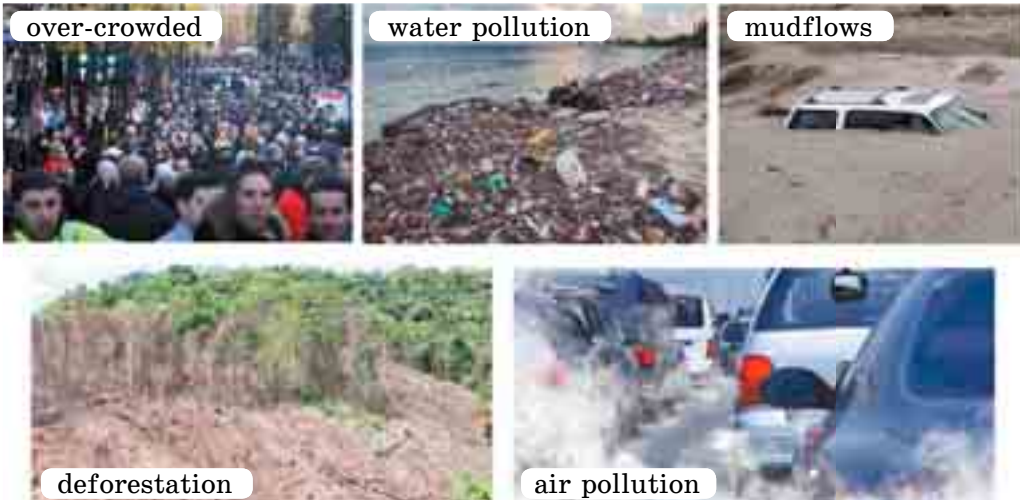 over-crowded
water pollution
mudflows
deforestation
air pollution